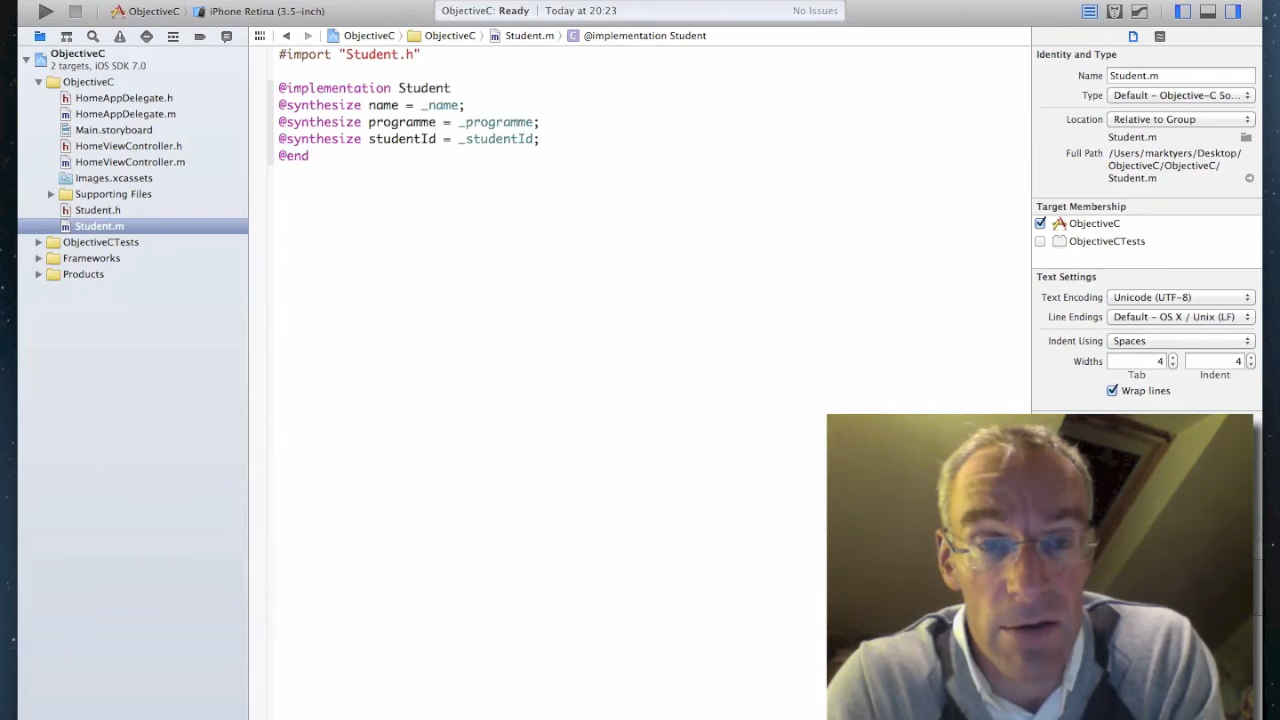 ObjectiveC
iPhone Retina (3.5-inch)
ObjectiveC: Ready
Today at 20:23
No Issues
ObjectiveC
ObjectiveC
Student.m
@implementation Student
ObjectiveC
2 targets, iOS SDK 7.0
ObjectiveC
HomeAppDelegate.h
HomeAppDelegate.m
Main.storyboard
HomeViewController.h
HomeViewController.m
Images.xcassets
Supporting Files
Student.h
Student.m
ObjectiveCTests
Frameworks
Products
#import "Student.h"
@implementation Student
@synthesize name = _name;
@synthesize programme = _programme;
@synthesize studentId = _studentId;
@end
Identity and Type
Name Student.m
Type Default - Objective-C So...
Location Relative to Group
Student.m
Full Path /Users/marktyers/Desktop/
ObjectiveC/ObjectiveC/
Student.m
Target Membership
ObjectiveC
ObjectiveCTests
Text Settings
Text Encoding Unicode (UTF-8)
Line Endings Default - OS X / Unix (LF)
Indent Using Spaces
Widths 4 4
Tab Indent
Wrap lines